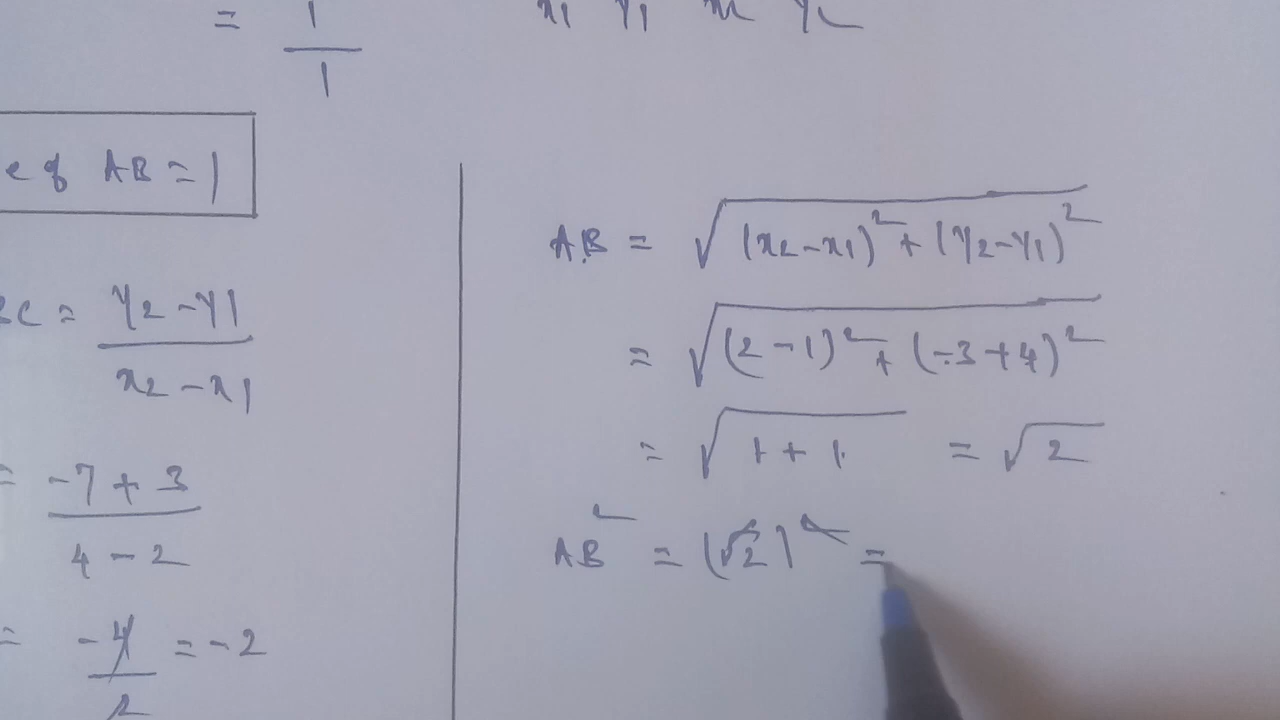 = 1/1
x1 y1 x2 y2
e of AB = 1
BC = y2 - y1 / x2 - x1
= -7 + 3 / 4 - 2
= -4/2 = -2
AB = √(x2 - x1)² + (y2 - y1)²
= √(2 - 1)² + (-3 + 4)²
= √1 + 1 = √2
AB² = (√2)² =